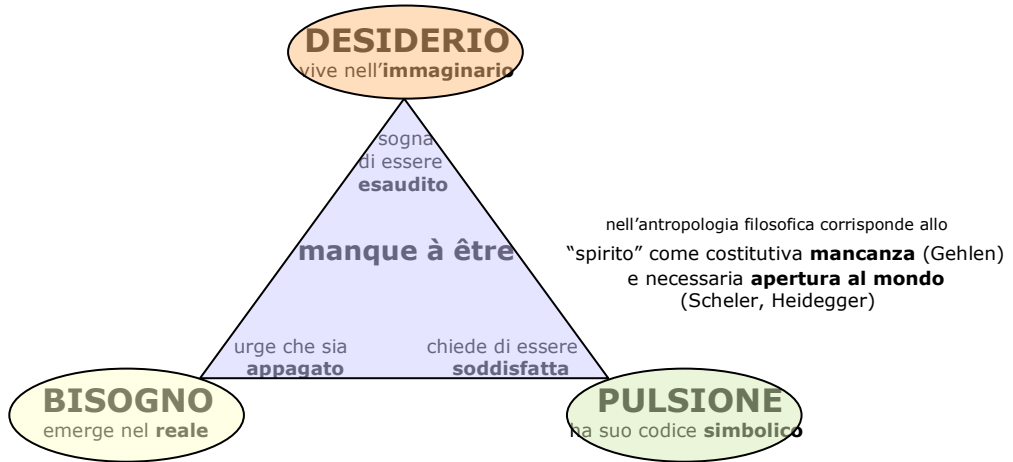 DESIDERIO
vive nell’immaginario
sogna
di essere
esaudito
manque à être
nell’antropologia filosofica corrisponde allo
“spirito” come costitutiva mancanza (Gehlen)
e necessaria apertura al mondo
(Scheler, Heidegger)
urge che sia
appagato
chiede di essere
soddisfatta
BISOGNO
emerge nel reale
PULSIONE
ha suo codice simbolico